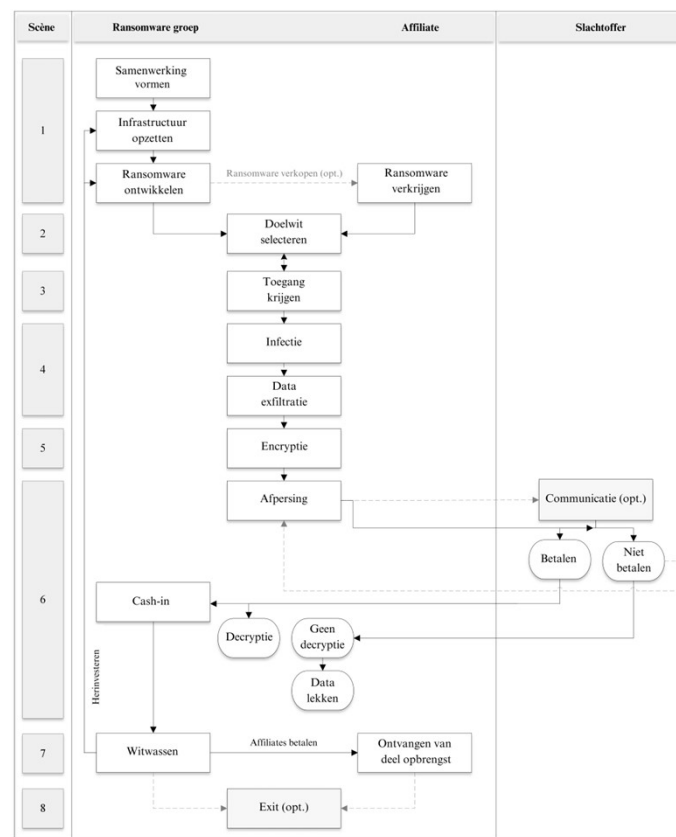 Scène
Ransomware groep
Affiliate
Slachtoffer
1
Samenwerking
vormen
Infrastructuur
opzetten
Ransomware
ontwikkelen
Ransomware verkopen (opt.)
Ransomware
verkrijgen
2
Doelwit
selecteren
3
Toegang
krijgen
4
Infectie
Data
exfiltratie
5
Encryptie
6
Afpersing
Communicatie (opt.)
Betalen
Niet
betalen
Cash-in
Decryptie
Geen
decryptie
Data
lekken
Herinvesteren
7
Witwassen
Affiliates betalen
Ontvangen van
deel opbrengst
8
Exit (opt.)